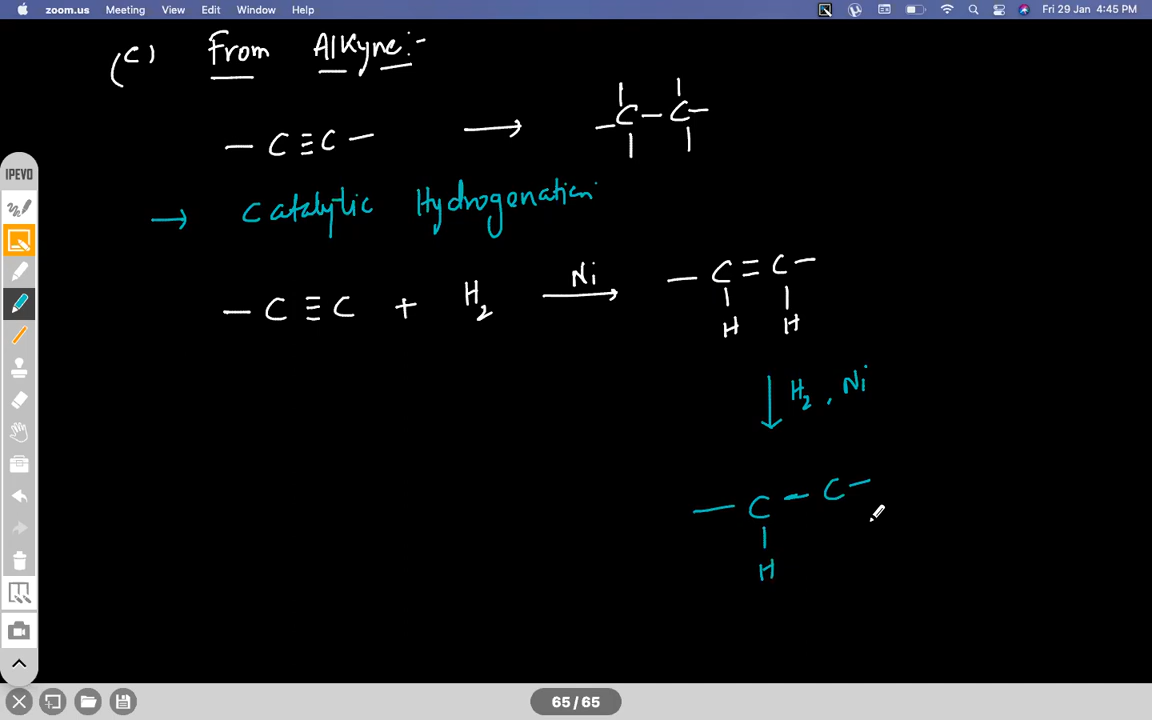 zoom.us Meeting View Edit Window Help Fri 29 Jan 4:45 PM
(C) From Alkyne:-
— C ≡ C — ⟶ — C — C —
IPEVO
→ Catalytic Hydrogenation
— C ≡ C + H₂ Ni ⟶ — C = C —
H H
↓ H₂, Ni
— C — C —
H
65 / 65